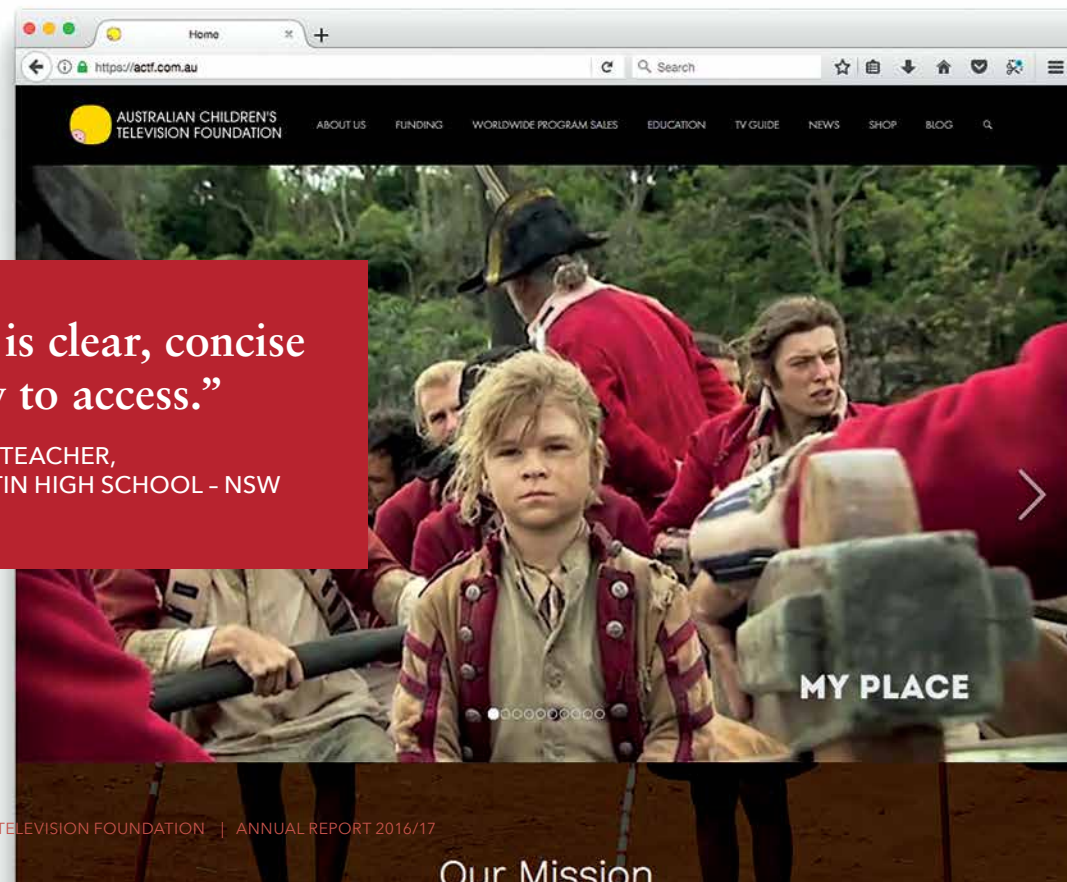 Home
https://actf.com.au
Search
AUSTRALIAN CHILDREN'S
TELEVISION FOUNDATION
ABOUT US FUNDING WORLDWIDE PROGRAM SALES EDUCATION TV GUIDE NEWS SHOP BLOG
is clear, concise
to access.”
TEACHER,
HIGH SCHOOL – NSW
MY PLACE
TELEVISION FOUNDATION | ANNUAL REPORT 2016/17
Our Mission